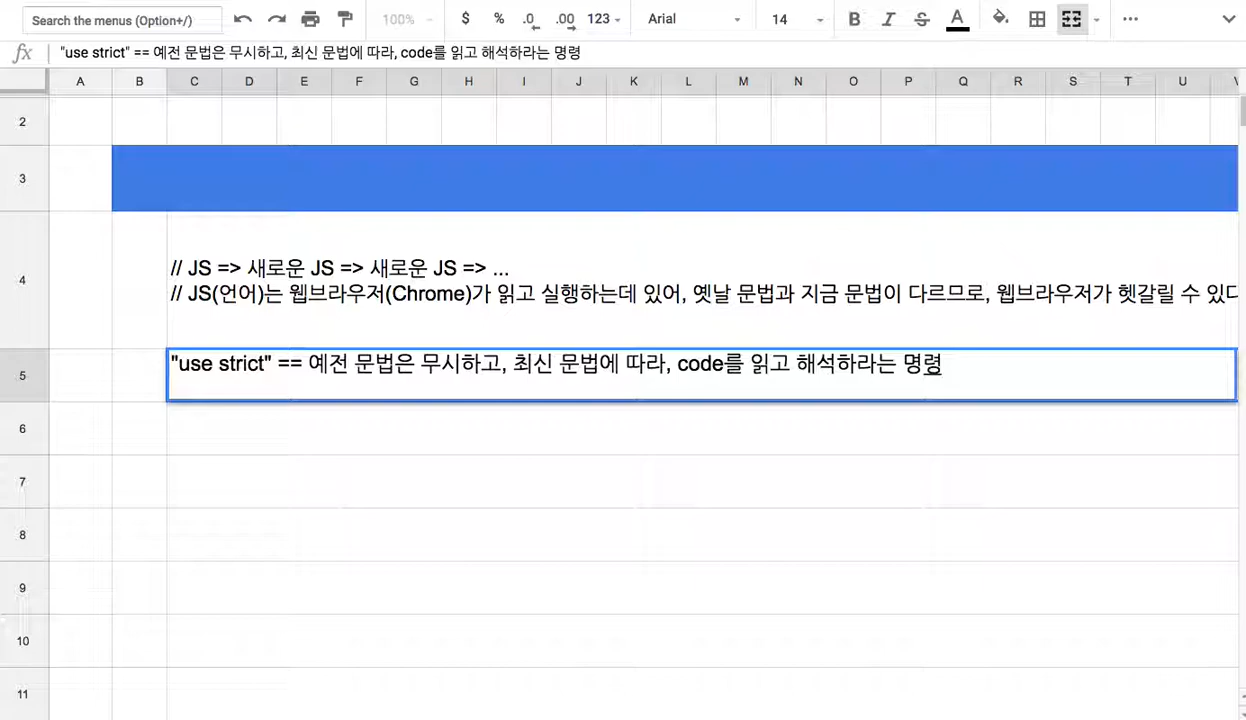 Search the menus (Option+/) 100% $ % .0 .00 123 Arial 14 B I S A ...
fx "use strict" == 예전 문법은 무시하고, 최신 문법에 따라, code를 읽고 해석하라는 명령
A B C D E F G H I J K L M N O P Q R S T U V
2
3
4
// JS => 새로운 JS => 새로운 JS => ...
// JS(언어)는 웹브라우저(Chrome)가 읽고 실행하는데 있어, 옛날 문법과 지금 문법이 다르므로, 웹브라우저가 헷갈릴 수 있다
5 "use strict" == 예전 문법은 무시하고, 최신 문법에 따라, code를 읽고 해석하라는 명령
6
7
8
9
10
11